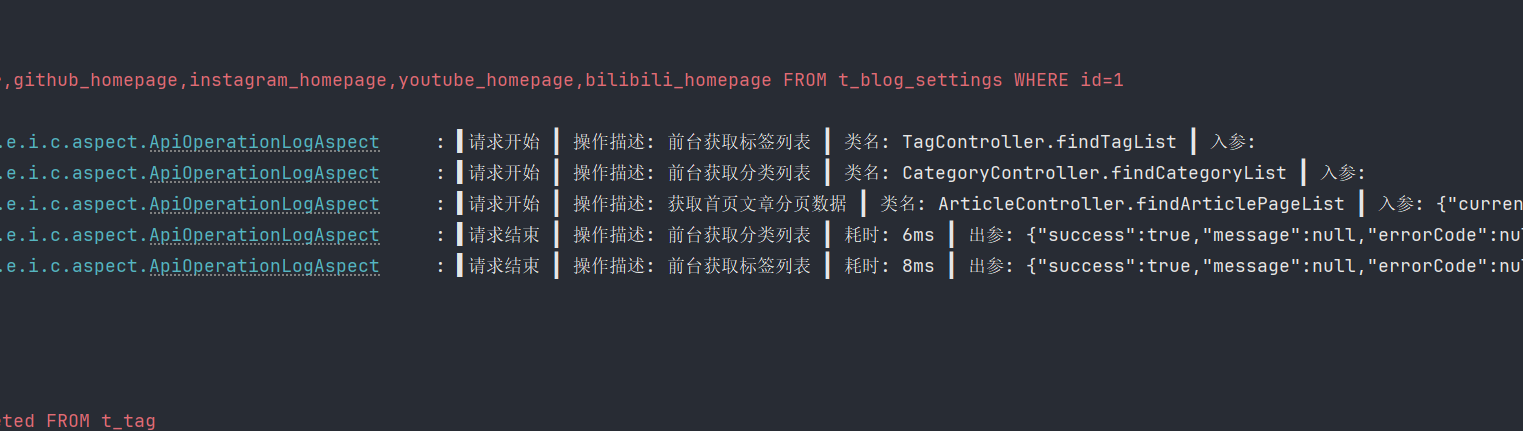 ,github_homepage,instagram_homepage,youtube_homepage,bilibili_homepage FROM t_blog_settings WHERE id=1
.e.i.c.aspect.ApiOperationLogAspect : ▌请求开始 ┃ 操作描述: 前台获取标签列表 ┃ 类名: TagController.findTagList ┃ 入参:
.e.i.c.aspect.ApiOperationLogAspect : ▌请求开始 ┃ 操作描述: 前台获取分类列表 ┃ 类名: CategoryController.findCategoryList ┃ 入参:
.e.i.c.aspect.ApiOperationLogAspect : ▌请求开始 ┃ 操作描述: 获取首页文章分页数据 ┃ 类名: ArticleController.findArticlePageList ┃ 入参: {"curren
.e.i.c.aspect.ApiOperationLogAspect : ▌请求结束 ┃ 操作描述: 前台获取分类列表 ┃ 耗时: 6ms ┃ 出参: {"success":true,"message":null,"errorCode":nu
.e.i.c.aspect.ApiOperationLogAspect : ▌请求结束 ┃ 操作描述: 前台获取标签列表 ┃ 耗时: 8ms ┃ 出参: {"success":true,"message":null,"errorCode":nul
eted FROM t_tag